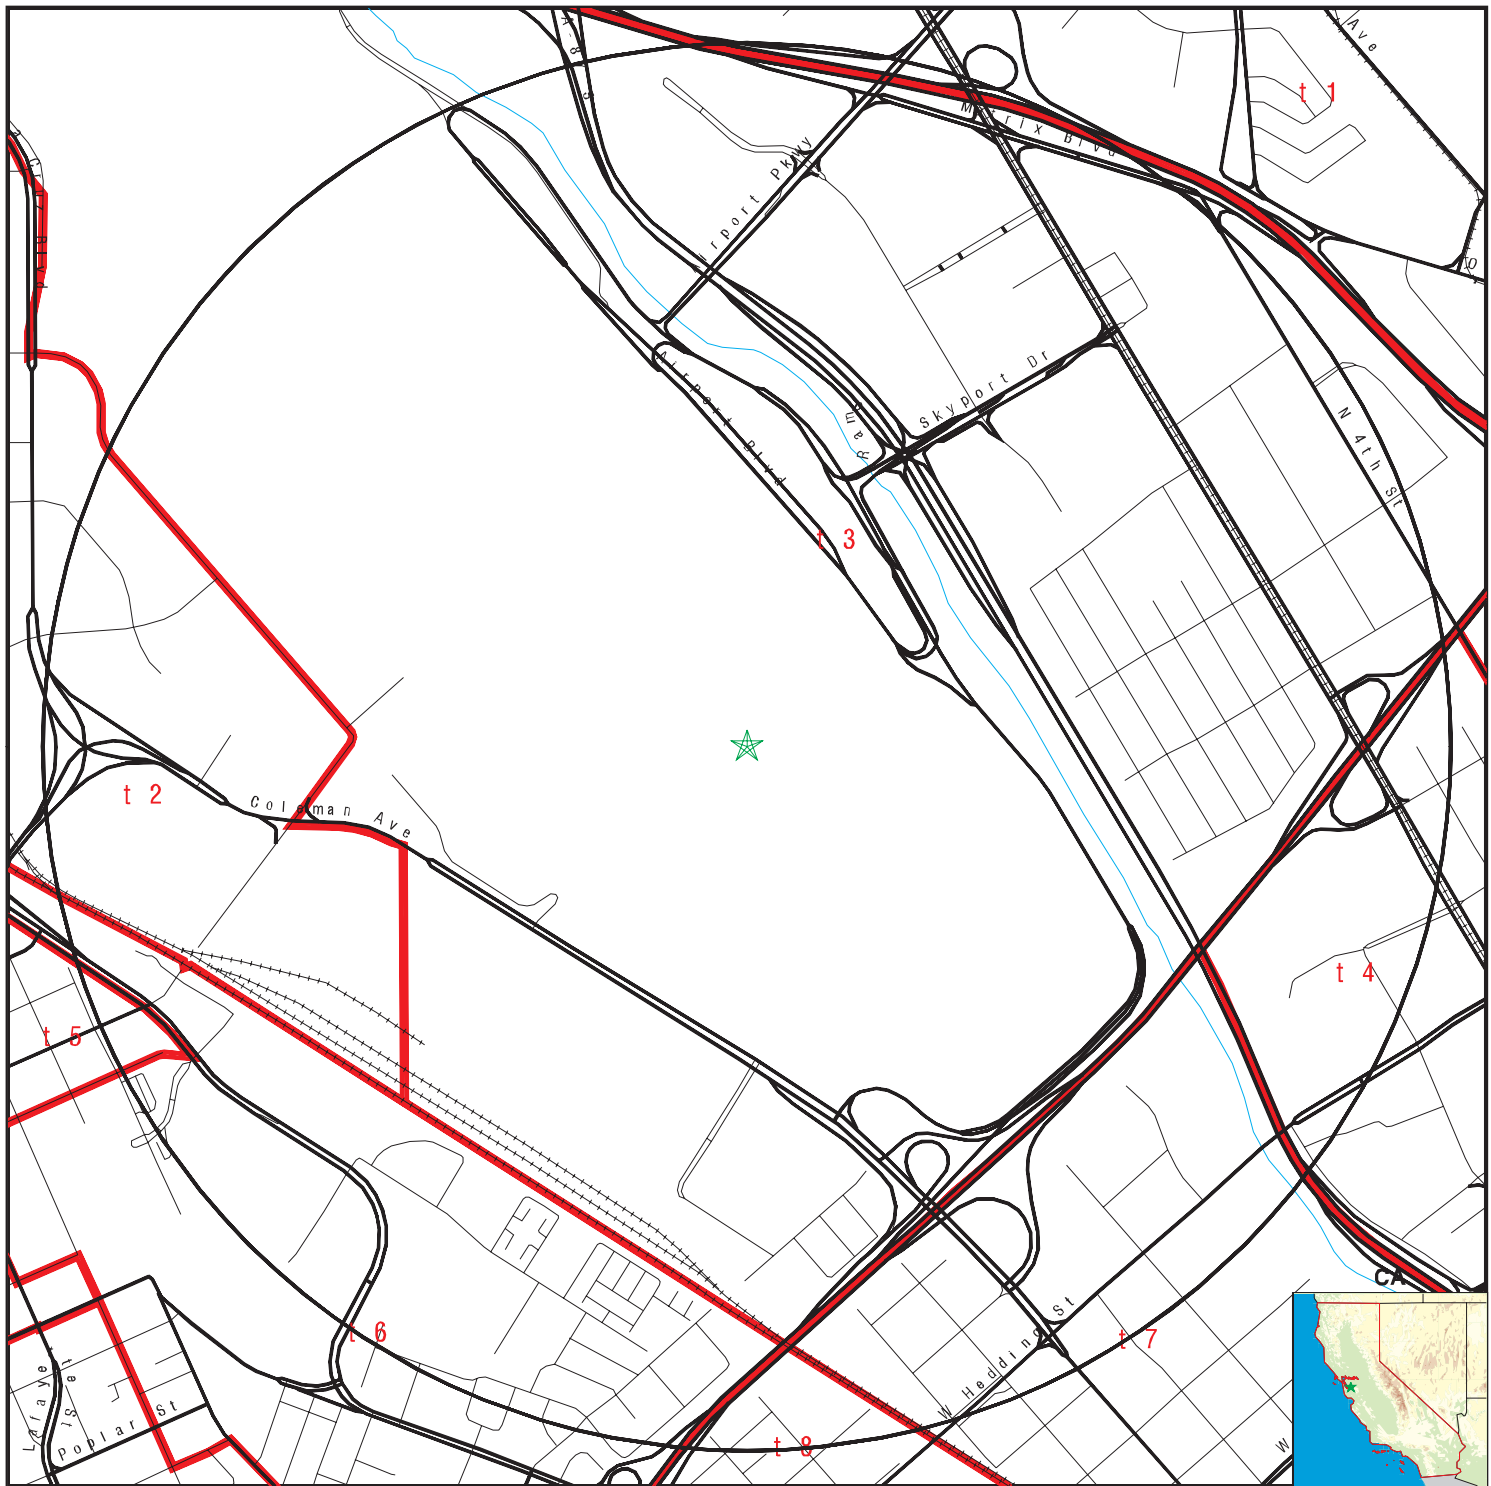 Ave
t 1
Matrix Blvd
Airport Pkwy
Skyport Dr
Airport Blvd
Ramp
N 4th St
t 3
t 2
Coleman Ave
t 4
t 5
CA
t 6
t 7
W Hedding St
Poplar St
t 8
W